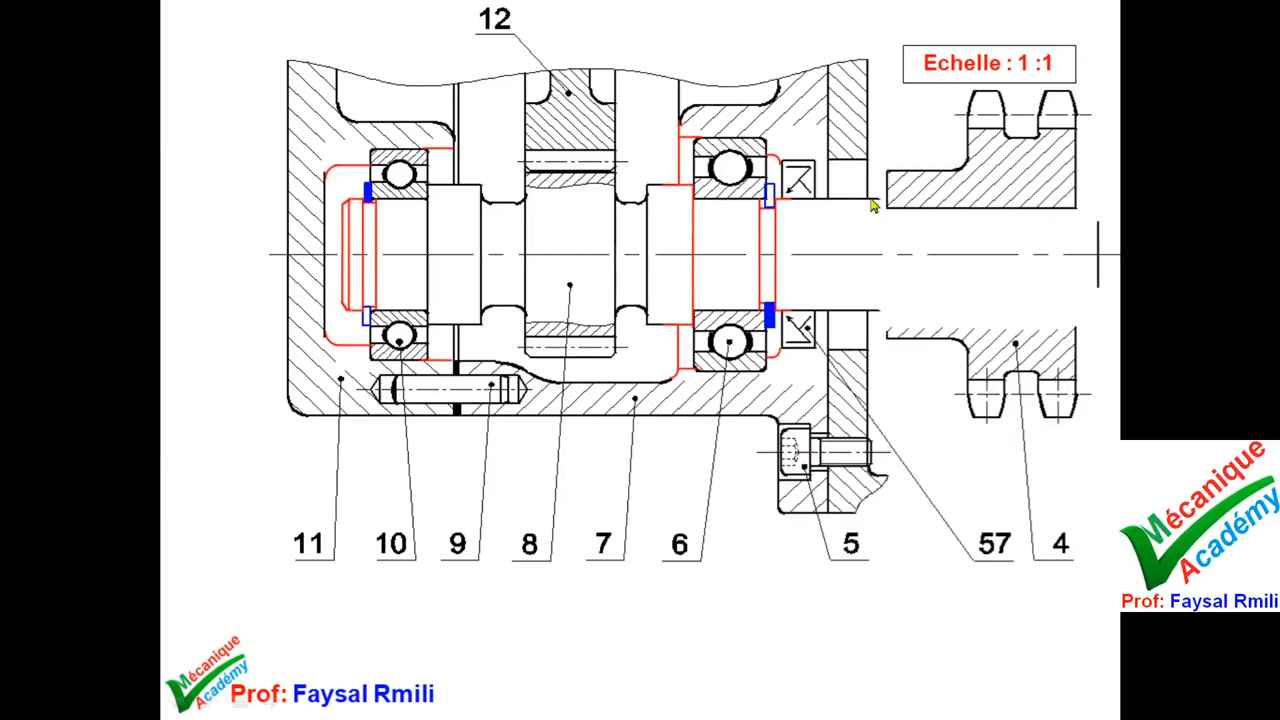 12
Echelle : 1 :1
11
10
9
8
7
6
5
57
4
Mécanique
Académy
Prof: Faysal Rmili
Mécanique
Académy
Prof: Faysal Rmili